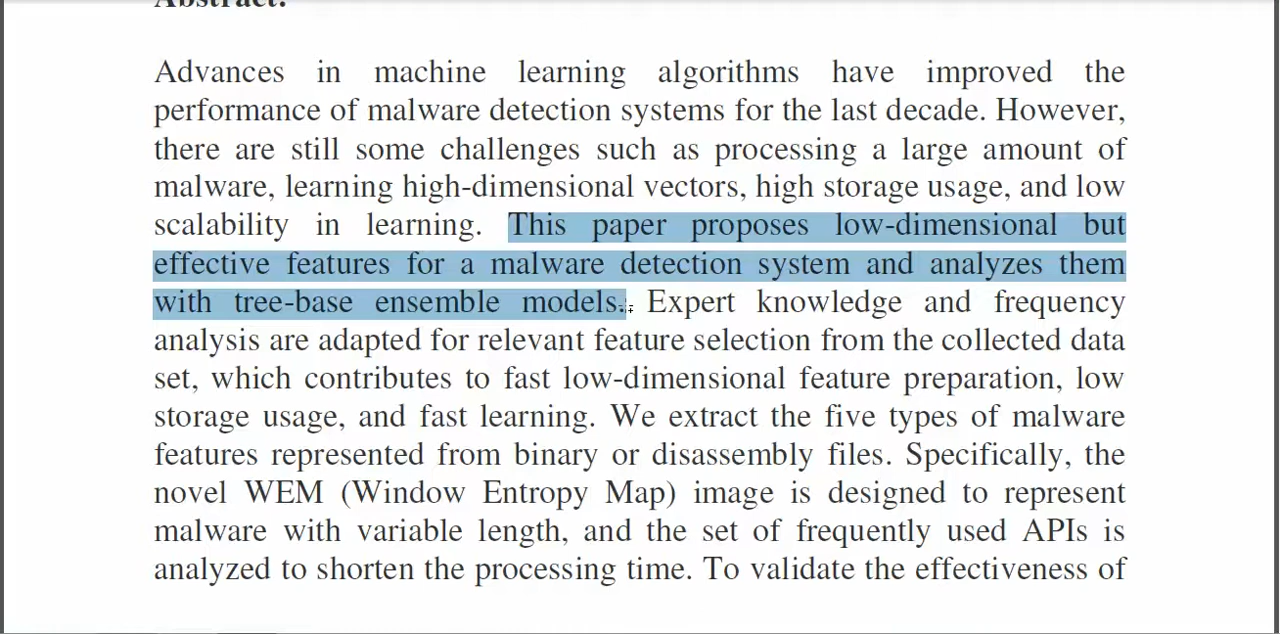 Abstract:
Advances in machine learning algorithms have improved the
performance of malware detection systems for the last decade. However,
there are still some challenges such as processing a large amount of
malware, learning high-dimensional vectors, high storage usage, and low
scalability in learning. This paper proposes low-dimensional but
effective features for a malware detection system and analyzes them
with tree-base ensemble models. Expert knowledge and frequency
analysis are adapted for relevant feature selection from the collected data
set, which contributes to fast low-dimensional feature preparation, low
storage usage, and fast learning. We extract the five types of malware
features represented from binary or disassembly files. Specifically, the
novel WEM (Window Entropy Map) image is designed to represent
malware with variable length, and the set of frequently used APIs is
analyzed to shorten the processing time. To validate the effectiveness of